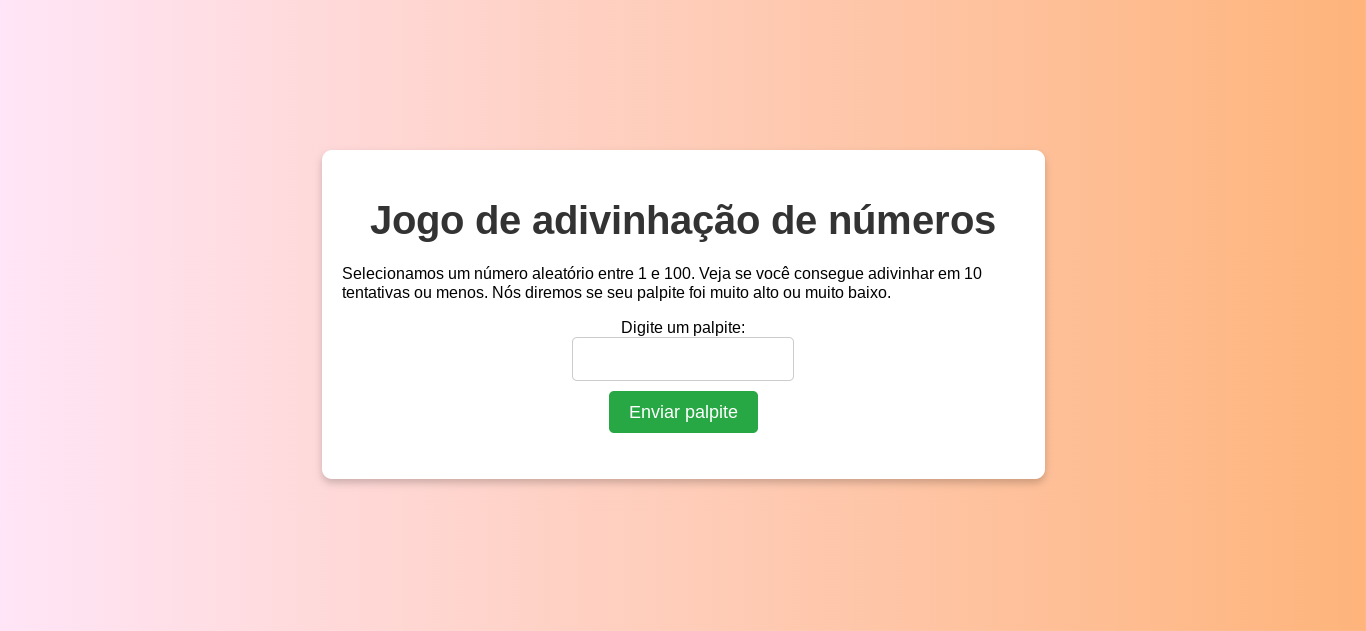 Jogo de adivinhação de números
Selecionamos um número aleatório entre 1 e 100. Veja se você consegue adivinhar em 10
tentativas ou menos. Nós diremos se seu palpite foi muito alto ou muito baixo.
Digite um palpite:
Enviar palpite